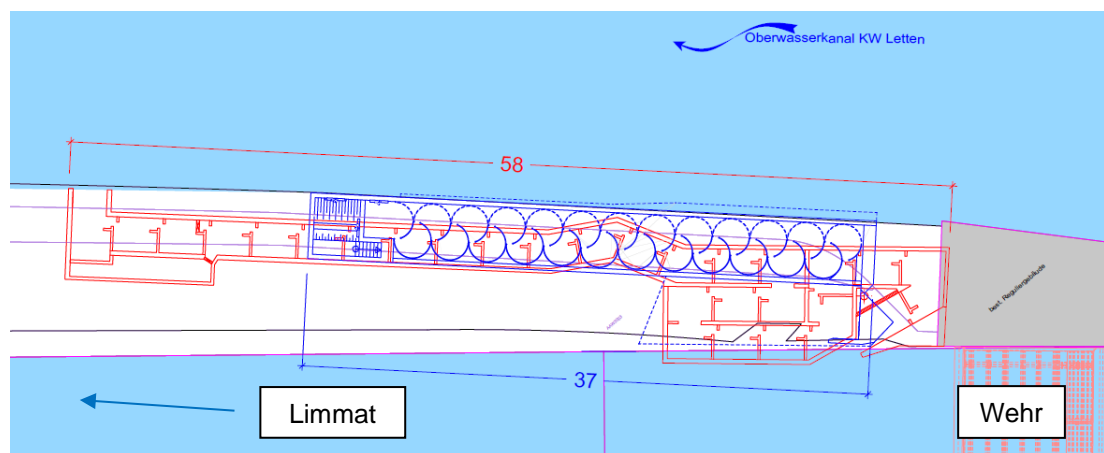 Oberwasserkanal KW Letten
58
best. Reguliergebäude
37
Limmat
Wehr